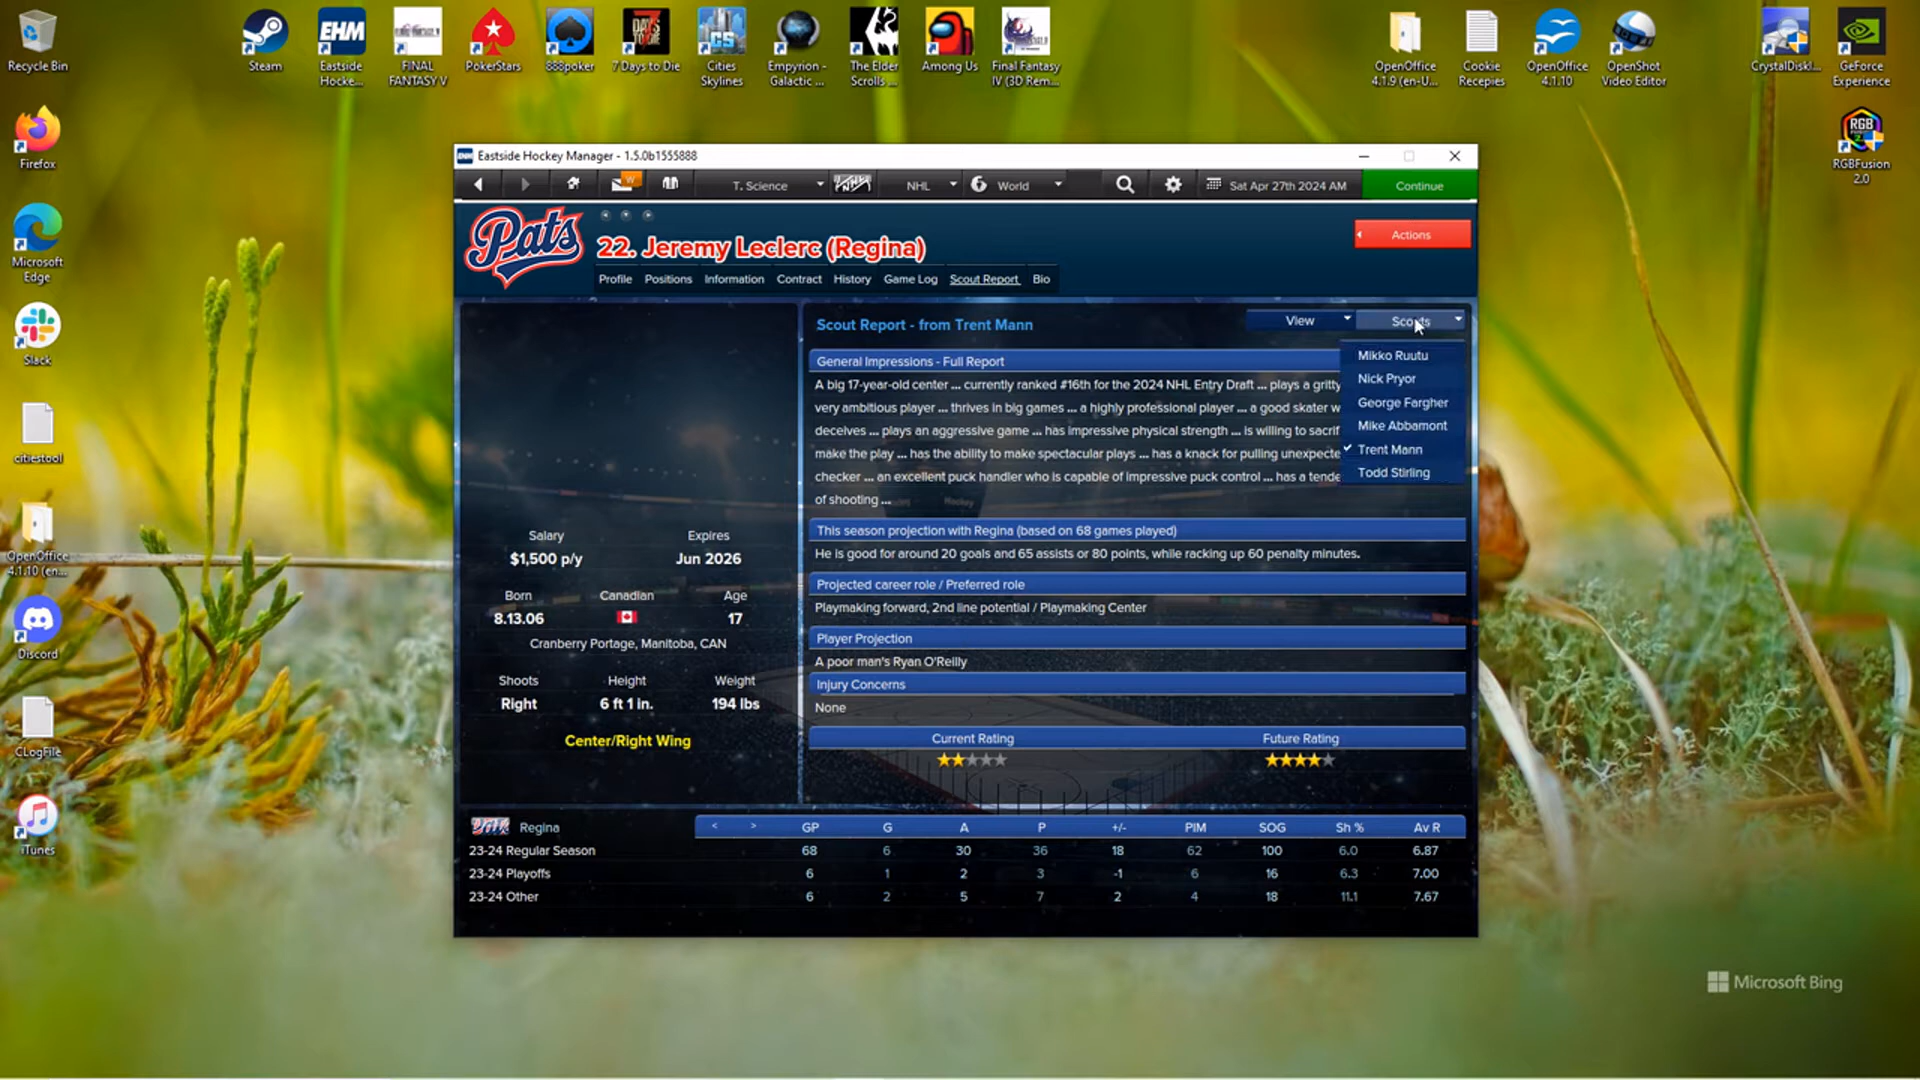 Recycle Bin
Steam
Eastside
Hocke...
FINAL
FANTASY V
PokerStars
888poker
7 Days to Die
Cities
Skylines
Empyrion -
Galactic ...
The Elder
Scrolls ...
Among Us
Final Fantasy
IV (3D Rem...
OpenOffice
4.1.9 (en-U...
Cookie
Recepies
OpenOffice
4.1.10
OpenShot
Video Editor
CrystalDiskI...
GeForce
Experience
RGBFusion
2.0
Firefox
Microsoft
Edge
Slack
citiestool!
OpenOffice
4.1.10 (en...
Discord
CLogFile
iTunes
Eastside Hockey Manager - 1.5.0b1555888
T. Science
NHL
World
Sat Apr 27th 2024 AM
Continue
Pats
22. Jeremy Leclerc (Regina)
Actions
Profile Positions Information Contract History Game Log Scout Report Bio
Scout Report - from Trent Mann
View
Scouts
Mikko Ruutu
Nick Pryor
George Fargher
Mike Abbamont
Trent Mann
Todd Stirling
General Impressions - Full Report
A big 17-year-old center ... currently ranked #16th for the 2024 NHL Entry Draft ... plays a gritty
very ambitious player ... thrives in big games ... a highly professional player ... a good skater w
deceives ... plays an aggressive game ... has impressive physical strength ... is willing to sacrif
make the play ... has the ability to make spectacular plays ... has a knack for pulling unexpecte
checker ... an excellent puck handler who is capable of impressive puck control ... has a tende
of shooting ...
This season projection with Regina (based on 68 games played)
He is good for around 20 goals and 65 assists or 80 points, while racking up 60 penalty minutes.
Projected career role / Preferred role
Playmaking forward, 2nd line potential / Playmaking Center
Player Projection
A poor man's Ryan O'Reilly
Injury Concerns
None
Current Rating Future Rating
Salary Expires
$1,500 p/y Jun 2026
Born Canadian Age
8.13.06 17
Cranberry Portage, Manitoba, CAN
Shoots Height Weight
Right 6 ft 1 in. 194 lbs
Center/Right Wing
Regina < > GP G A P +/- PIM SOG Sh % Av R
23-24 Regular Season 68 6 30 36 18 62 100 6.0 6.87
23-24 Playoffs 6 1 2 3 -1 6 16 6.3 7.00
23-24 Other 6 2 5 7 2 4 18 11.1 7.67
Microsoft Bing